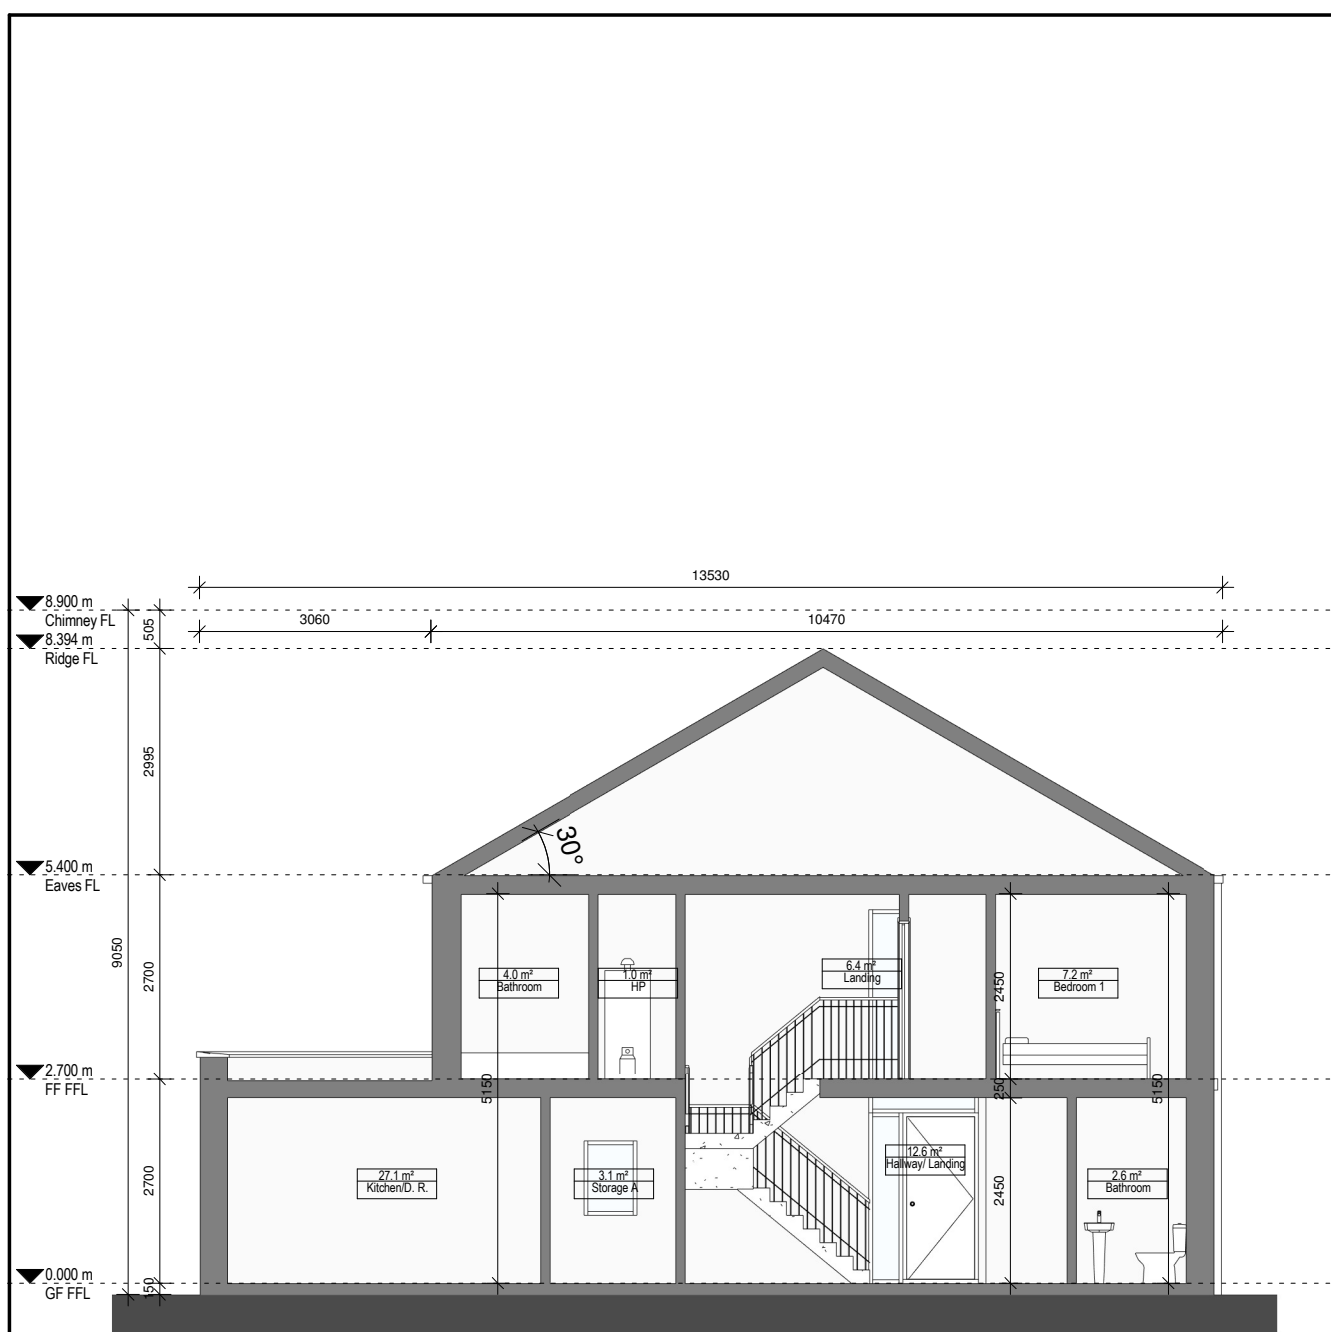 13530
8.900 m
Chimney FL
505
3060
10470
8.394 m
Ridge FL
2995
30°
5.400 m
Eaves FL
9050
2700
4.0 m²
Bathroom
1.0 m²
HP
6.4 m²
Landing
2450
7.2 m²
Bedroom 1
2.700 m
FF FFL
5150
250
5150
2700
27.1 m²
Kitchen/D. R.
3.1 m²
Storage A
12.6 m²
Hallway/ Landing
2450
2.6 m²
Bathroom
0.000 m
GF FFL
150